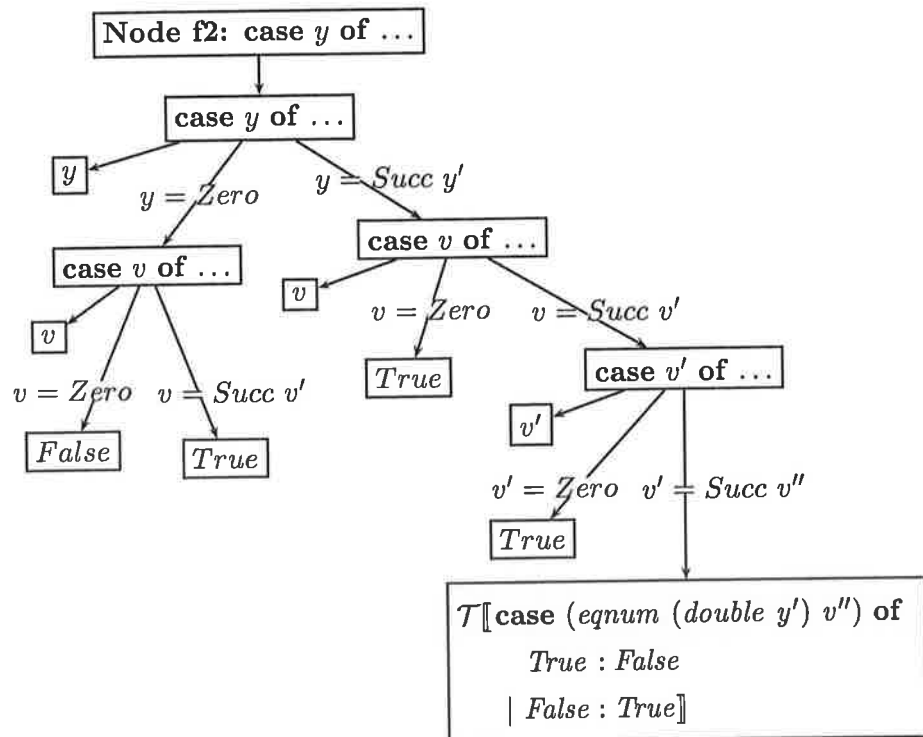 Node f2: case y of ...
case y of ...
y
y = Zero
y = Succ y′
case v of ...
case v of ...
v
v
v = Zero
v = Succ v′
True
case v′ of ...
v = Zero
v = Succ v′
v′
False
True
v′ = Zero
v′ = Succ v″
True
𝒯⟦case (eqnum (double y′) v″) of
True : False
| False : True⟧